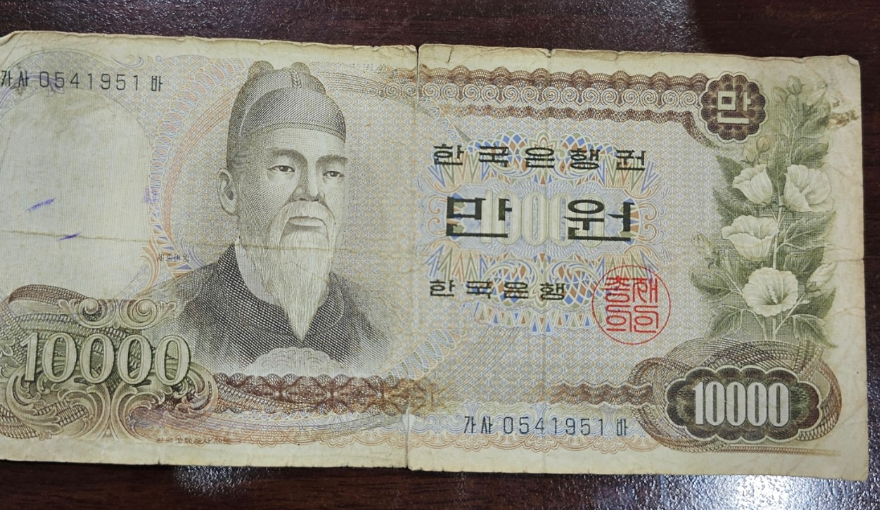 가사 0541951 바
만
한국은행권
만원
한국은행
총재의인
10000
10000
가사 0541951 바